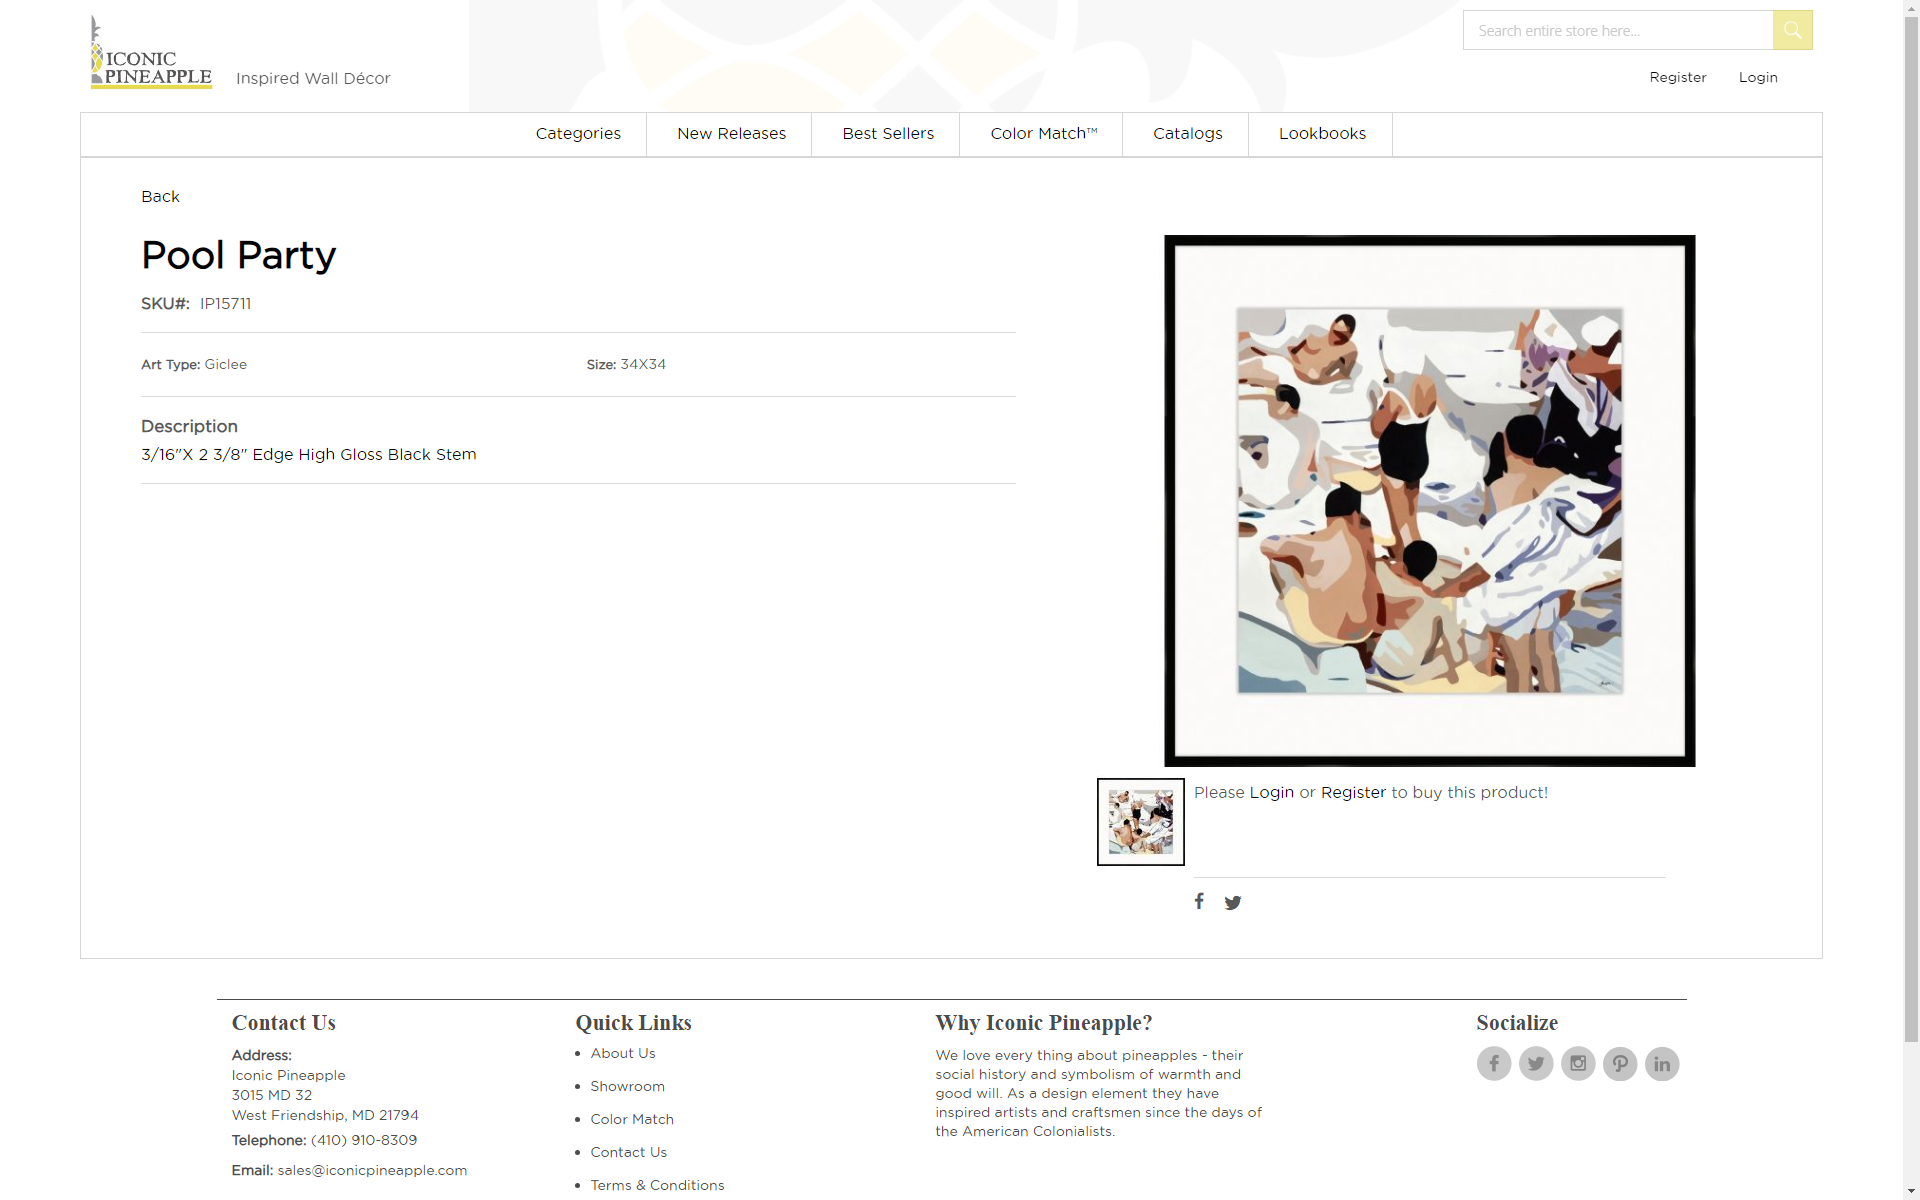 ICONIC
PINEAPPLE
Inspired Wall Décor
Search entire store here...
Register
Login
Categories
New Releases
Best Sellers
Color Match™
Catalogs
Lookbooks
Back
Pool Party
SKU#: IP15711
Art Type: Giclee
Size: 34X34
Description
3/16"X 2 3/8" Edge High Gloss Black Stem
Please Login or Register to buy this product!
Contact Us
Address:
Iconic Pineapple
3015 MD 32
West Friendship, MD 21794
Telephone: (410) 910-8309
Email: sales@iconicpineapple.com
Quick Links
About Us
Showroom
Color Match
Contact Us
Terms & Conditions
Why Iconic Pineapple?
We love every thing about pineapples - their
social history and symbolism of warmth and
good will. As a design element they have
inspired artists and craftsmen since the days of
the American Colonialists.
Socialize